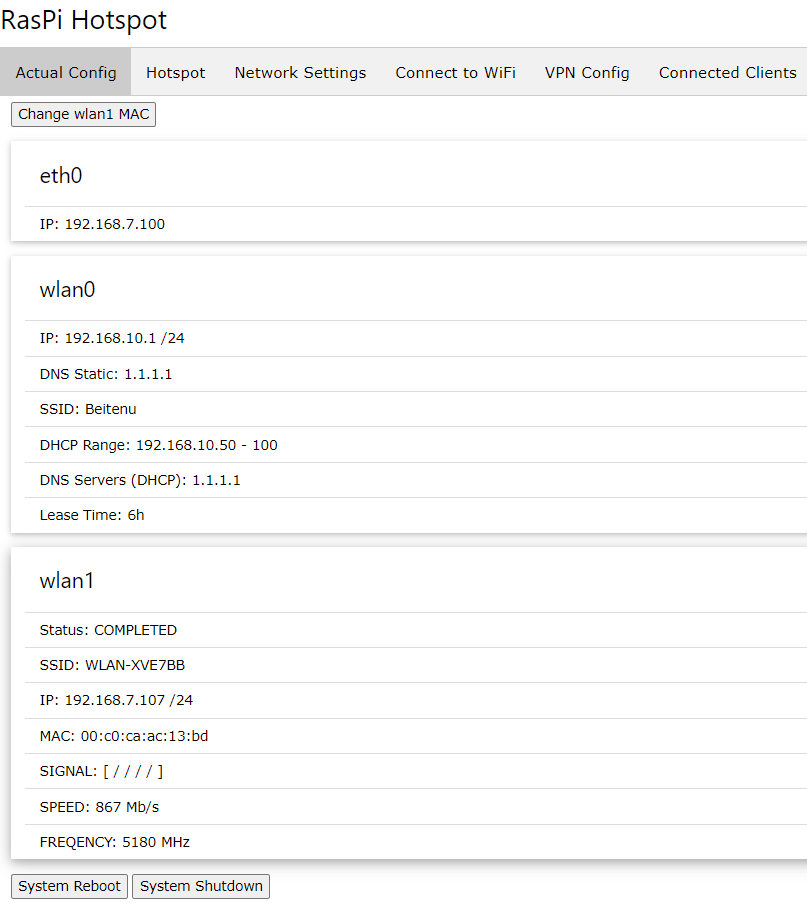 RasPi Hotspot
Actual Config Hotspot Network Settings Connect to WiFi VPN Config Connected Clients
Change wlan1 MAC
eth0
IP: 192.168.7.100
wlan0
IP: 192.168.10.1 /24
DNS Static: 1.1.1.1
SSID: Beitenu
DHCP Range: 192.168.10.50 - 100
DNS Servers (DHCP): 1.1.1.1
Lease Time: 6h
wlan1
Status: COMPLETED
SSID: WLAN-XVE7BB
IP: 192.168.7.107 /24
MAC: 00:c0:ca:ac:13:bd
SIGNAL: [ / / / / ]
SPEED: 867 Mb/s
FREQENCY: 5180 MHz
System Reboot System Shutdown